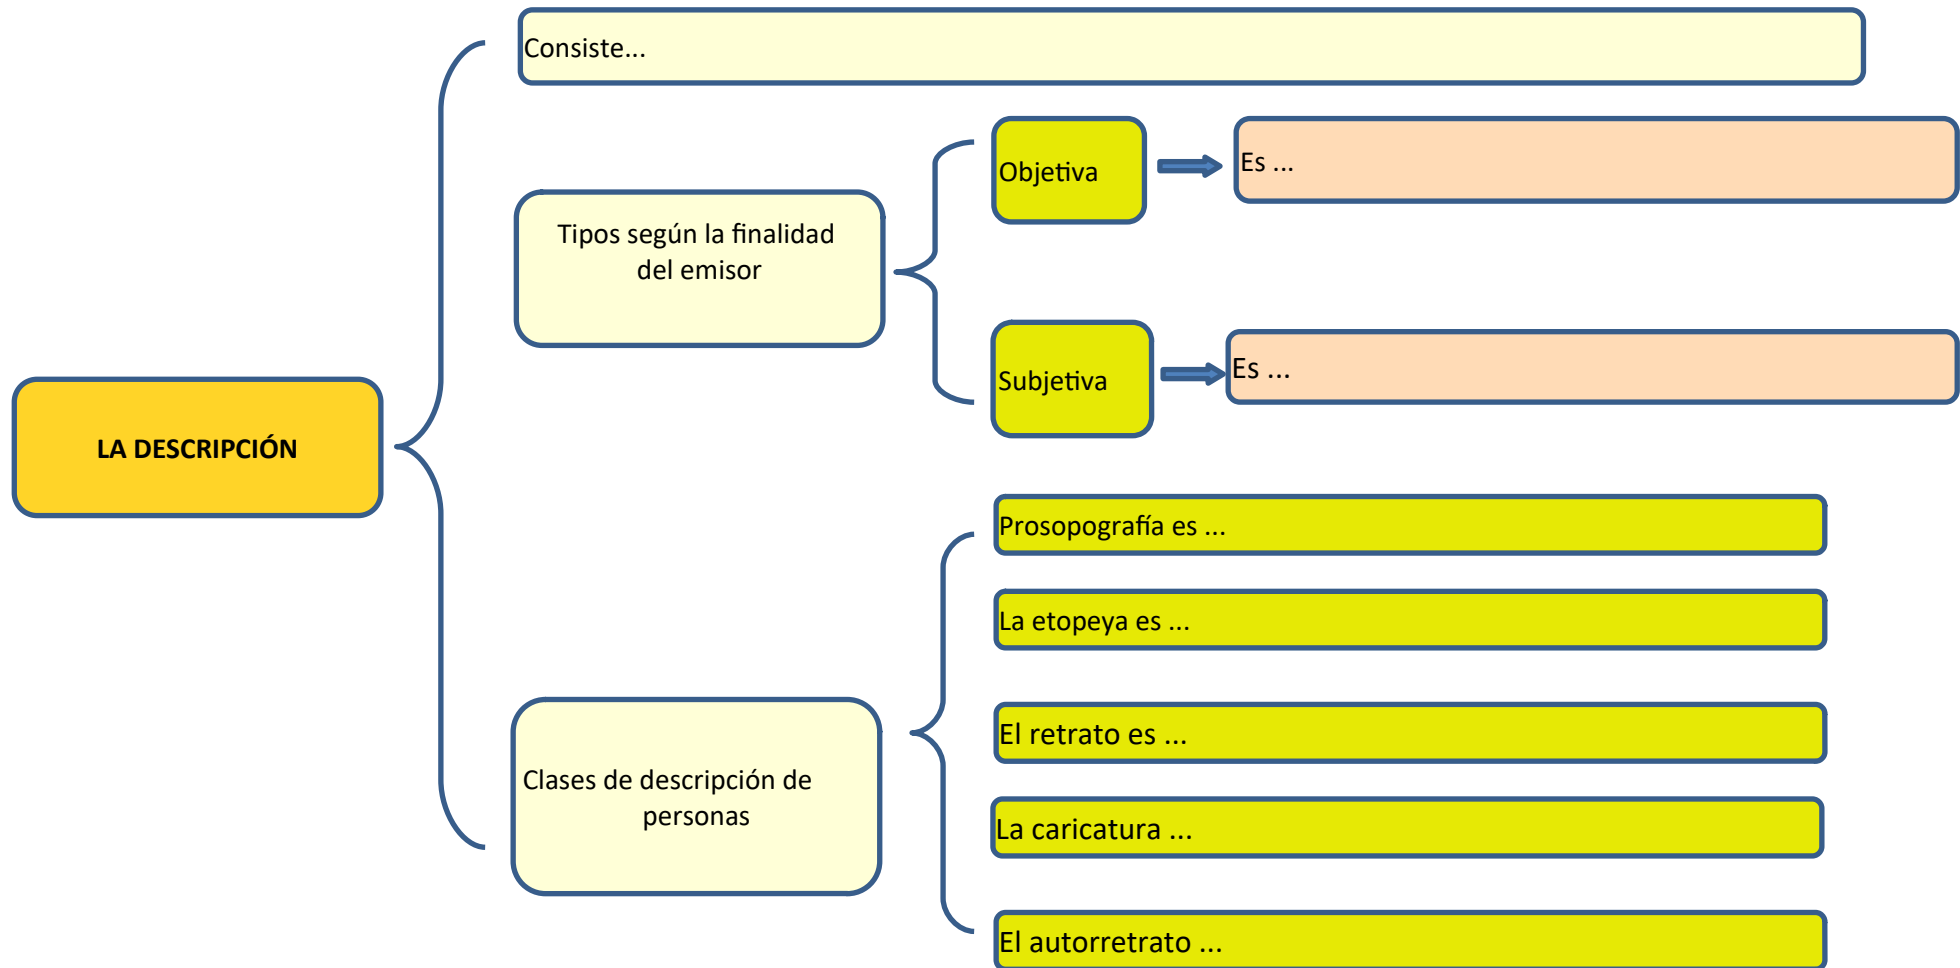 Consiste...
Objetiva
Es ...
Tipos según la finalidad
del emisor
Subjetiva
Es ...
LA DESCRIPCIÓN
Prosopografía es ...
La etopeya es ...
El retrato es ...
Clases de descripción de
personas
La caricatura ...
El autorretrato ...